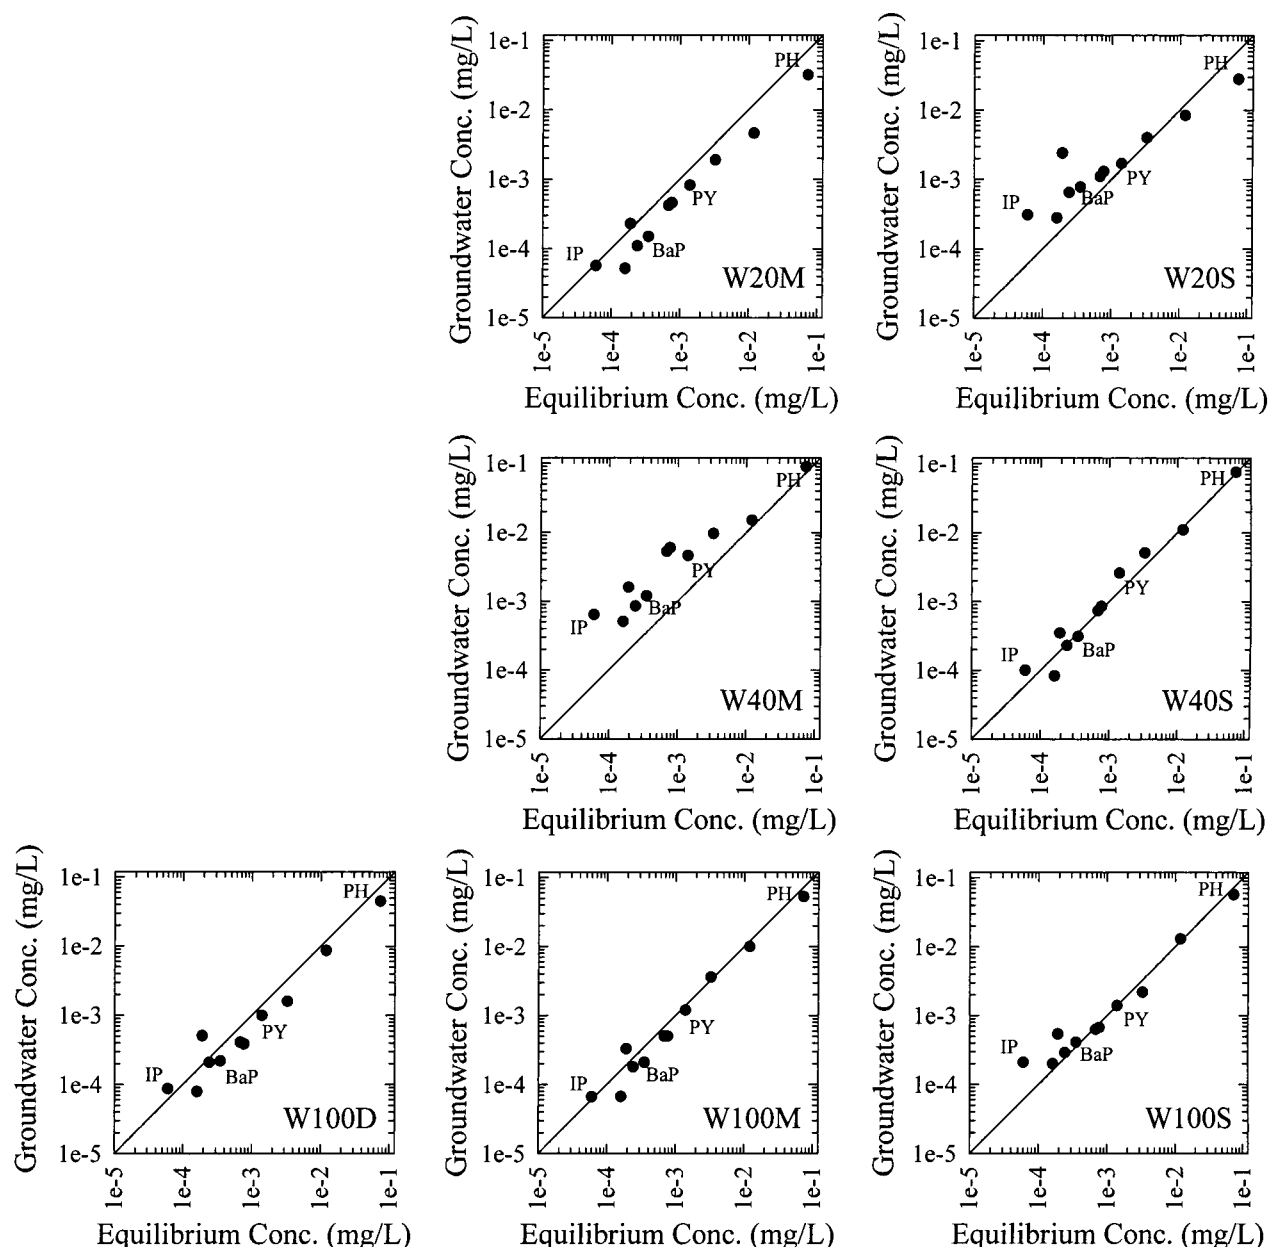 Groundwater Conc. (mg/L)
1e-1
1e-2
1e-3
1e-4
1e-5
PH
PY
BaP
IP
W20M
1e-5
1e-4
1e-3
1e-2
1e-1
Equilibrium Conc. (mg/L)
Groundwater Conc. (mg/L)
1e-1
1e-2
1e-3
1e-4
1e-5
PH
PY
BaP
IP
W20S
1e-5
1e-4
1e-3
1e-2
1e-1
Equilibrium Conc. (mg/L)
Groundwater Conc. (mg/L)
1e-1
1e-2
1e-3
1e-4
1e-5
PH
PY
BaP
IP
W40M
1e-5
1e-4
1e-3
1e-2
1e-1
Equilibrium Conc. (mg/L)
Groundwater Conc. (mg/L)
1e-1
1e-2
1e-3
1e-4
1e-5
PH
PY
BaP
IP
W40S
1e-5
1e-4
1e-3
1e-2
1e-1
Equilibrium Conc. (mg/L)
Groundwater Conc. (mg/L)
1e-1
1e-2
1e-3
1e-4
1e-5
PH
PY
BaP
IP
W100D
1e-5
1e-4
1e-3
1e-2
1e-1
Equilibrium Conc. (mg/L)
Groundwater Conc. (mg/L)
1e-1
1e-2
1e-3
1e-4
1e-5
PH
PY
BaP
IP
W100M
1e-5
1e-4
1e-3
1e-2
1e-1
Equilibrium Conc. (mg/L)
Groundwater Conc. (mg/L)
1e-1
1e-2
1e-3
1e-4
1e-5
PH
PY
BaP
IP
W100S
1e-5
1e-4
1e-3
1e-2
1e-1
Equilibrium Conc. (mg/L)